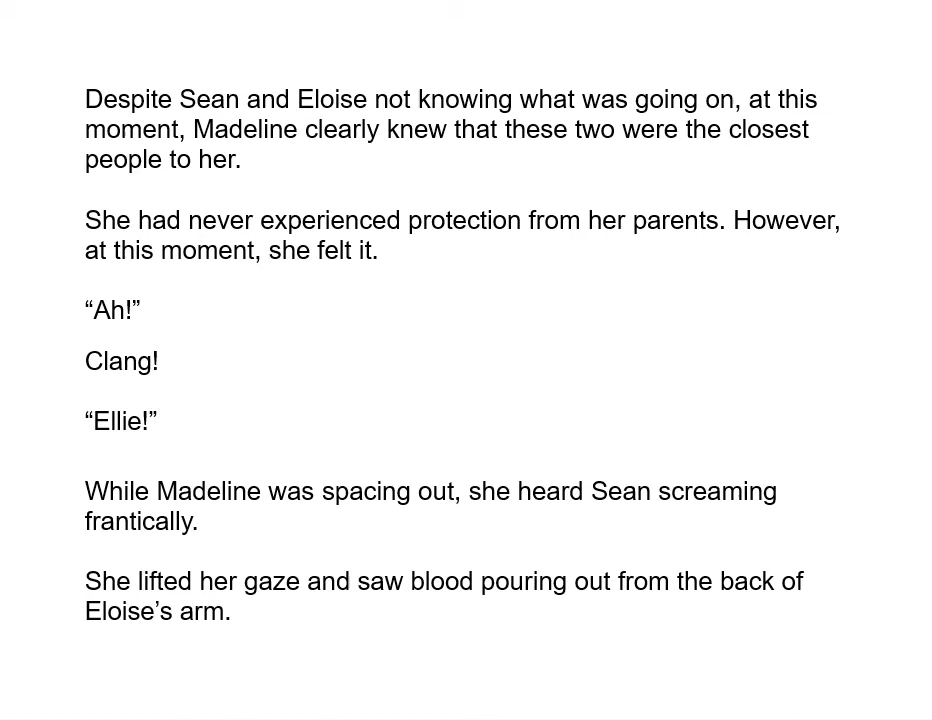 Despite Sean and Eloise not knowing what was going on, at this
moment, Madeline clearly knew that these two were the closest
people to her.
She had never experienced protection from her parents. However,
at this moment, she felt it.
“Ah!”
Clang!
“Ellie!”
While Madeline was spacing out, she heard Sean screaming
frantically.
She lifted her gaze and saw blood pouring out from the back of
Eloise’s arm.